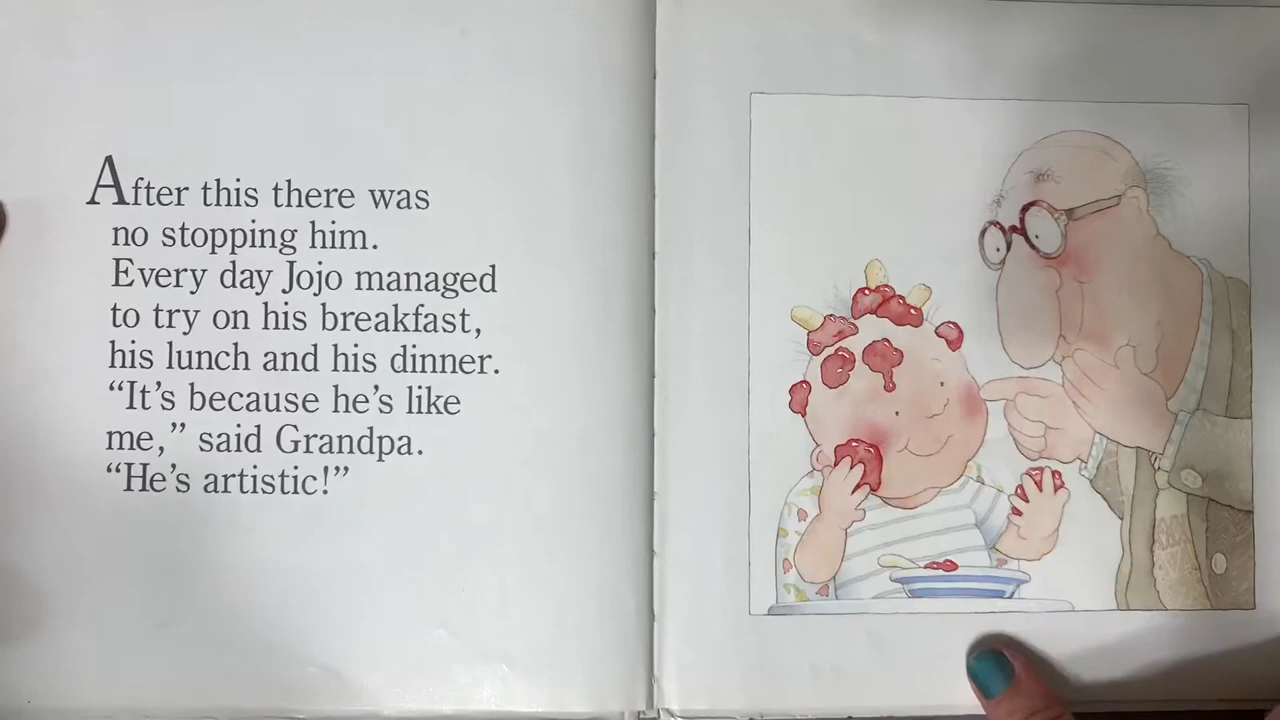 After this there was
no stopping him.
Every day Jojo managed
to try on his breakfast,
his lunch and his dinner.
“It’s because he’s like
me,” said Grandpa.
“He’s artistic!”